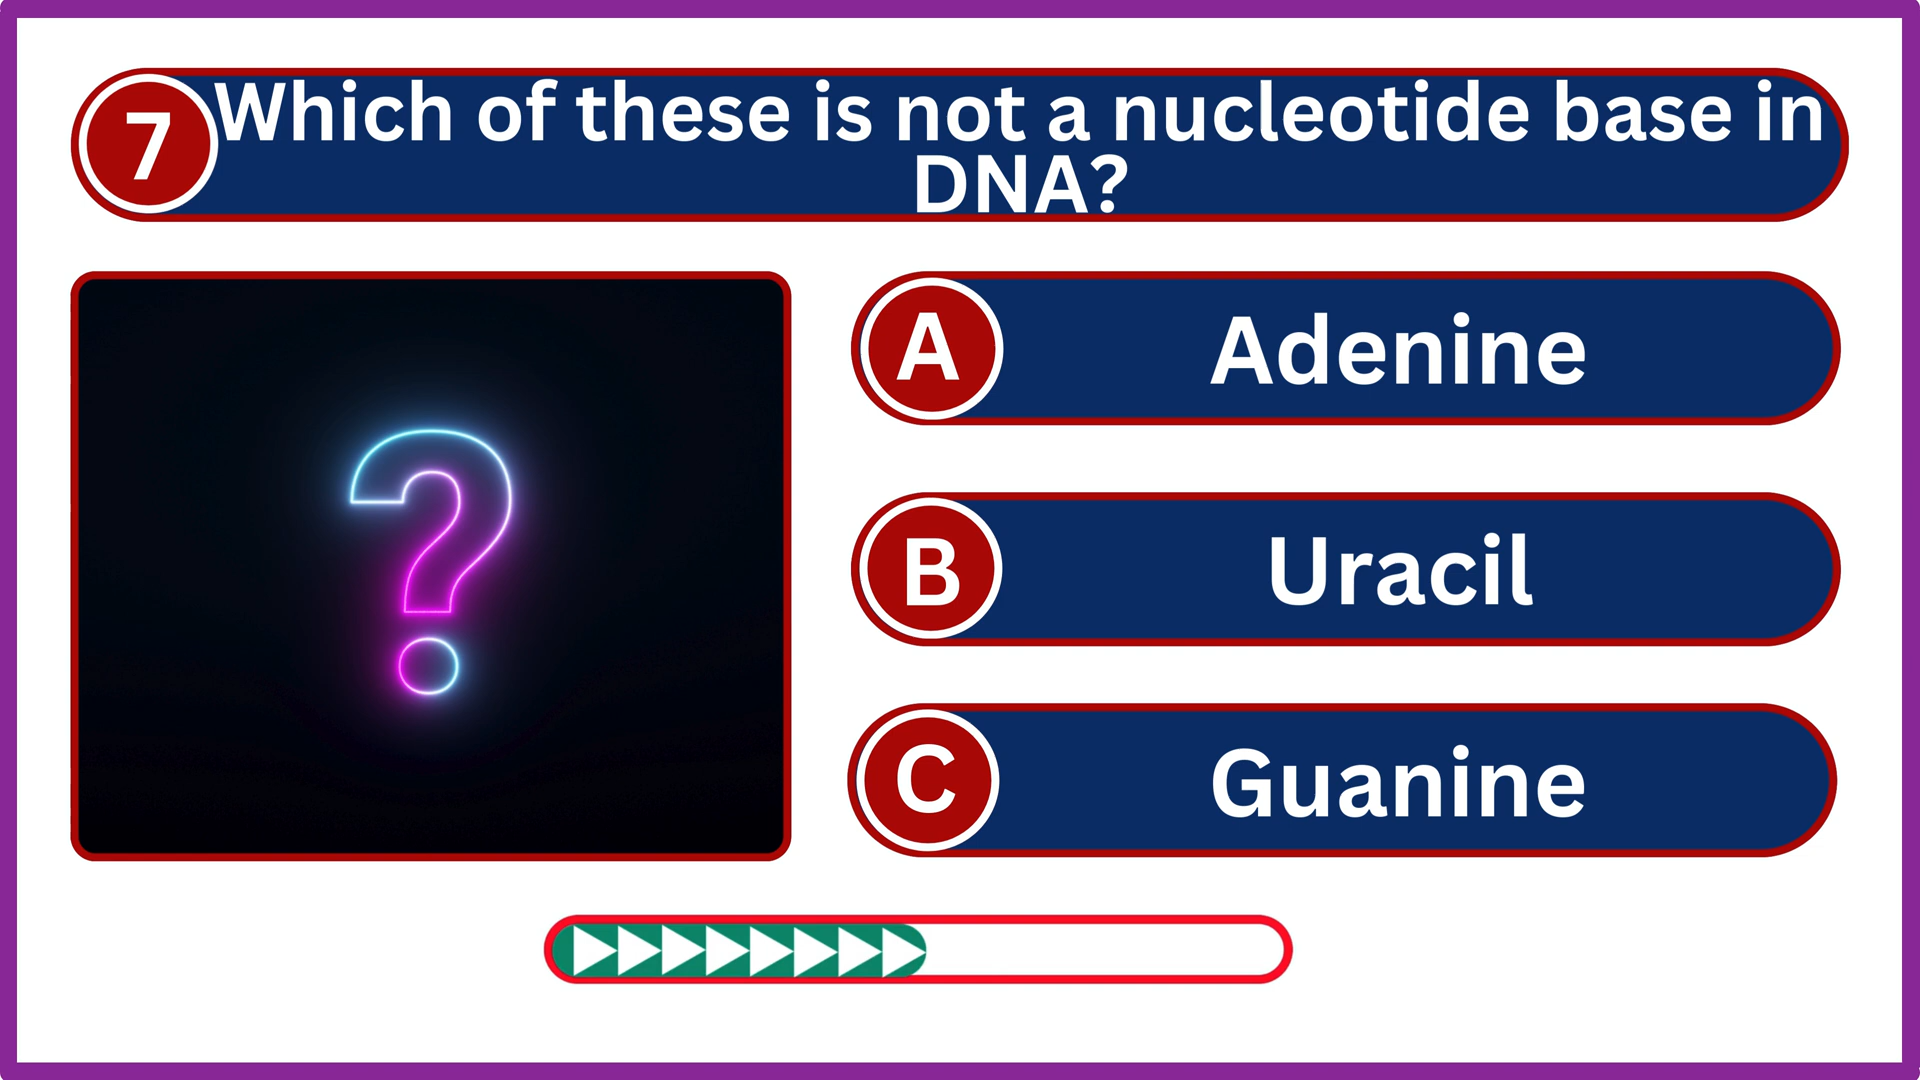 7
Which of these is not a nucleotide base in
DNA?
A
Adenine
B
Uracil
C
Guanine
?